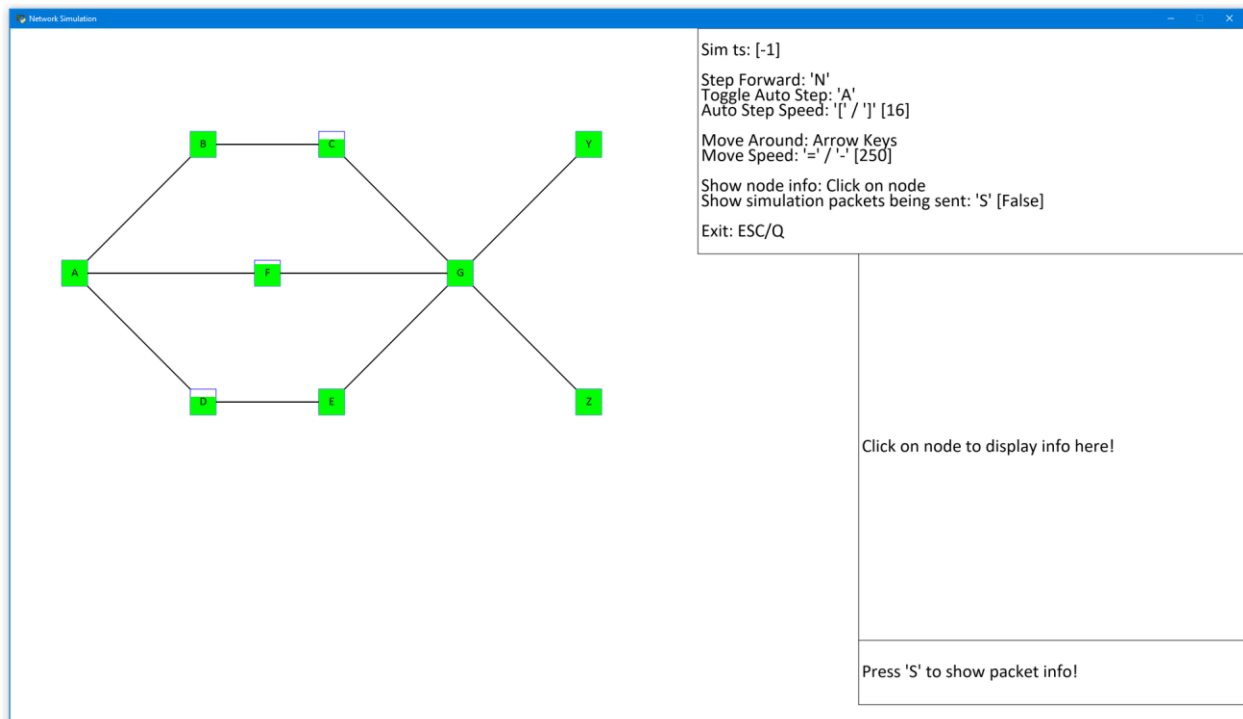 Network Simulation
Sim ts: [-1]
Step Forward: 'N'
Toggle Auto Step: 'A'
Auto Step Speed: '[' / ']' [16]
Move Around: Arrow Keys
Move Speed: '=' / '-' [250]
Show node info: Click on node
Show simulation packets being sent: 'S' [False]
Exit: ESC/Q
B
C
Y
A
F
G
D
E
Z
Click on node to display info here!
Press 'S' to show packet info!